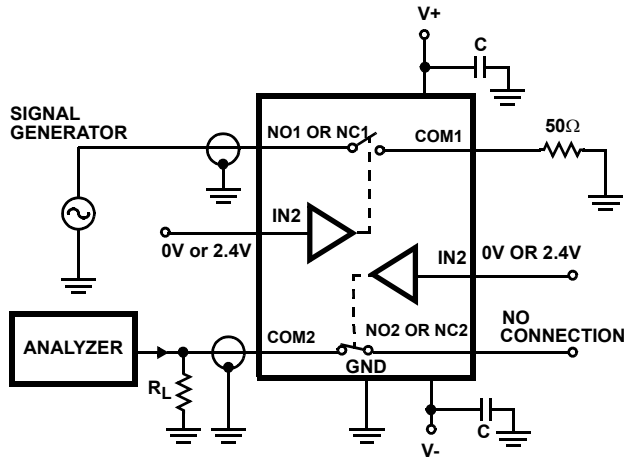 V+
C
SIGNAL
GENERATOR
NO1 OR NC1
COM1
50Ω
IN2
0V or 2.4V
IN2
0V OR 2.4V
COM2
NO2 OR NC2
NO
CONNECTION
ANALYZER
GND
RL
C
V-